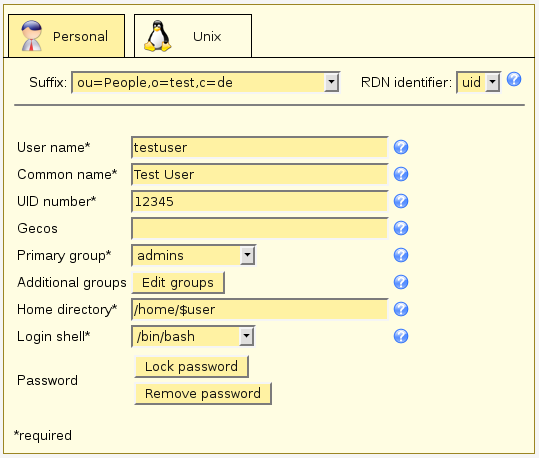 Personal
Unix
Suffix: ou=People,o=test,c=de RDN identifier: uid
User name* testuser
Common name* Test User
UID number* 12345
Gecos
Primary group* admins
Additional groups Edit groups
Home directory* /home/$user
Login shell* /bin/bash
Password
Lock password
Remove password
*required